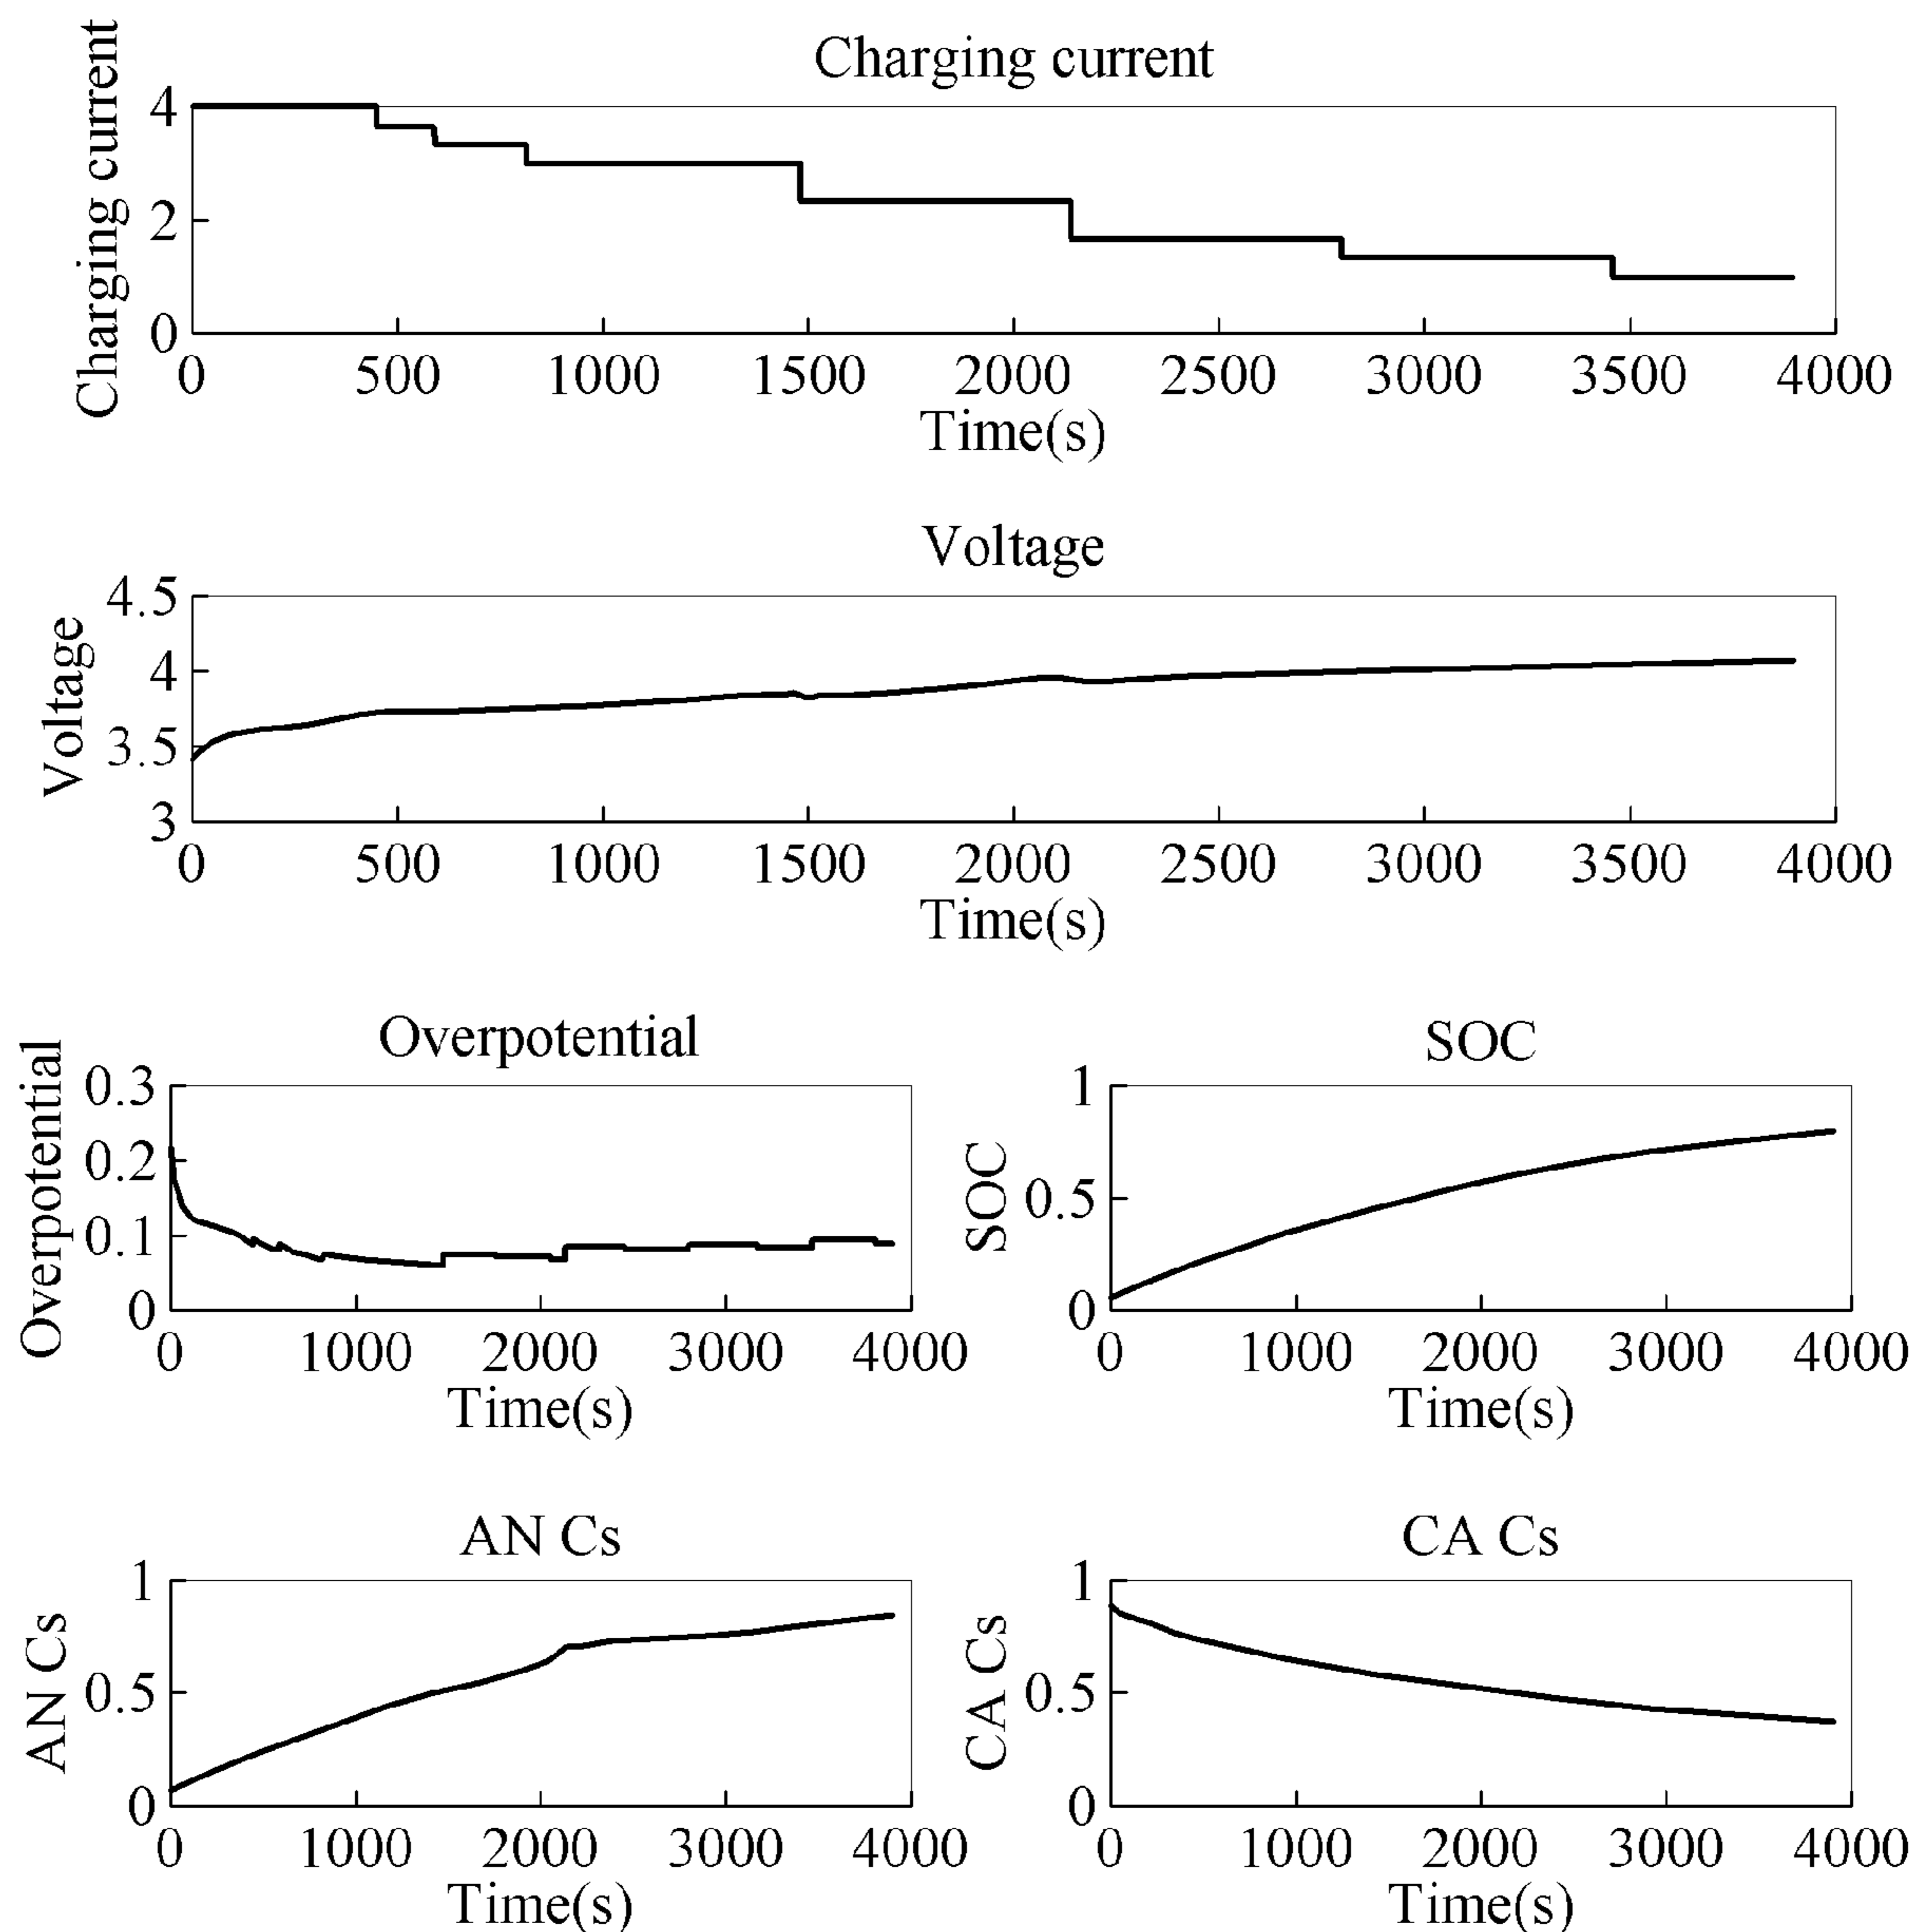 Charging current
Charging current
4
2
0
0 500 1000 1500 2000 2500 3000 3500 4000
Time(s)
Voltage
Voltage
4.5
4
3.5
3
0 500 1000 1500 2000 2500 3000 3500 4000
Time(s)
Overpotential
Overpotential
0.3
0.2
0.1
0
0 1000 2000 3000 4000
Time(s)
SOC
SOC
1
0.5
0
0 1000 2000 3000 4000
Time(s)
AN Cs
AN Cs
1
0.5
0
0 1000 2000 3000 4000
Time(s)
CA Cs
CA Cs
1
0.5
0
0 1000 2000 3000 4000
Time(s)